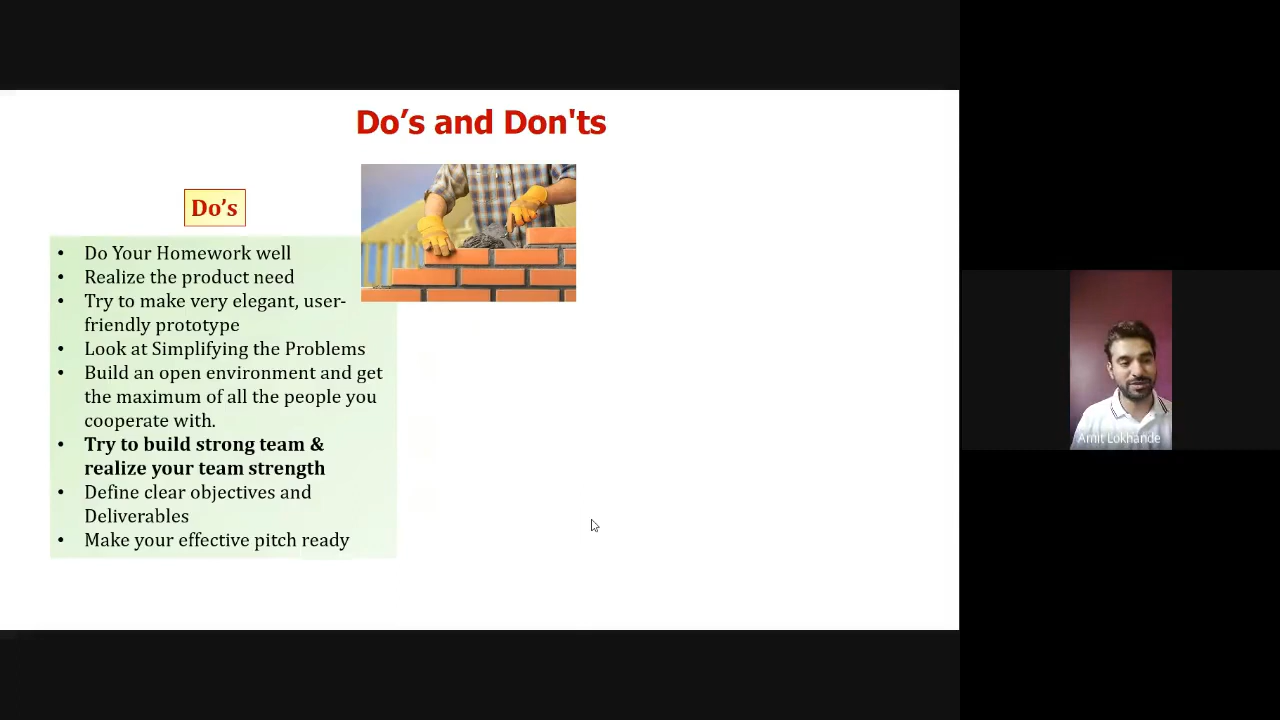 Do’s and Don'ts
Do’s
• Do Your Homework well
• Realize the product need
• Try to make very elegant, user-
friendly prototype
• Look at Simplifying the Problems
• Build an open environment and get
the maximum of all the people you
cooperate with.
• Try to build strong team &
realize your team strength
• Define clear objectives and
Deliverables
• Make your effective pitch ready
Amit Lokhande